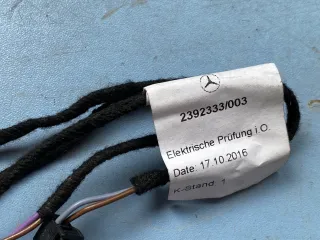 2392333/003
Elektrische Prüfung i O.
Date: 17 10.2016
K-Stand 1